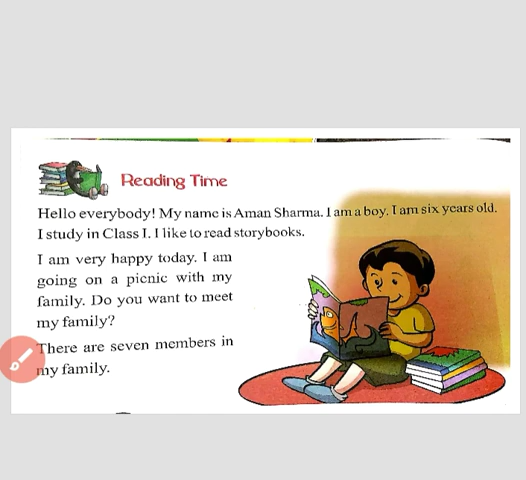 Reading Time
Hello everybody! My name is Aman Sharma. I am a boy. I am six years old.
I study in Class I. I like to read storybooks.
I am very happy today. I am
going on a picnic with my
family. Do you want to meet
my family?
There are seven members in
my family.